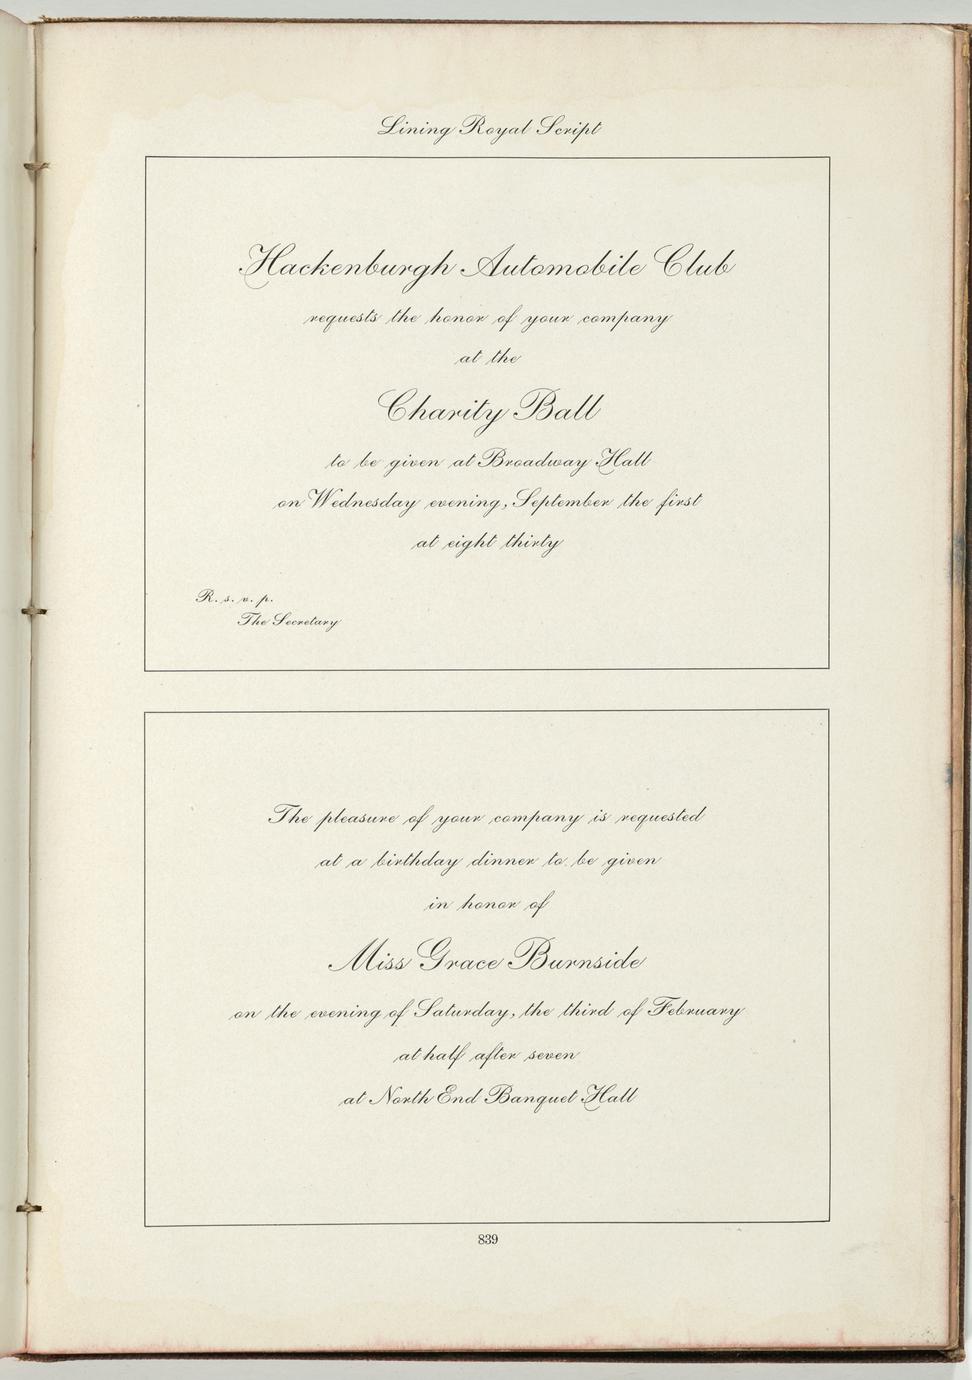 Lining Royal Script
Hackenburgh Automobile Club
requests the honor of your company
at the
Charity Ball
to be given at Broadway Hall
on Wednesday evening, September the first
at eight thirty
R. s. v. p.
The Secretary
The pleasure of your company is requested
at a birthday dinner to be given
in honor of
Miss Grace Burnside
on the evening of Saturday, the third of February
at half after seven
at North End Banquet Hall
839